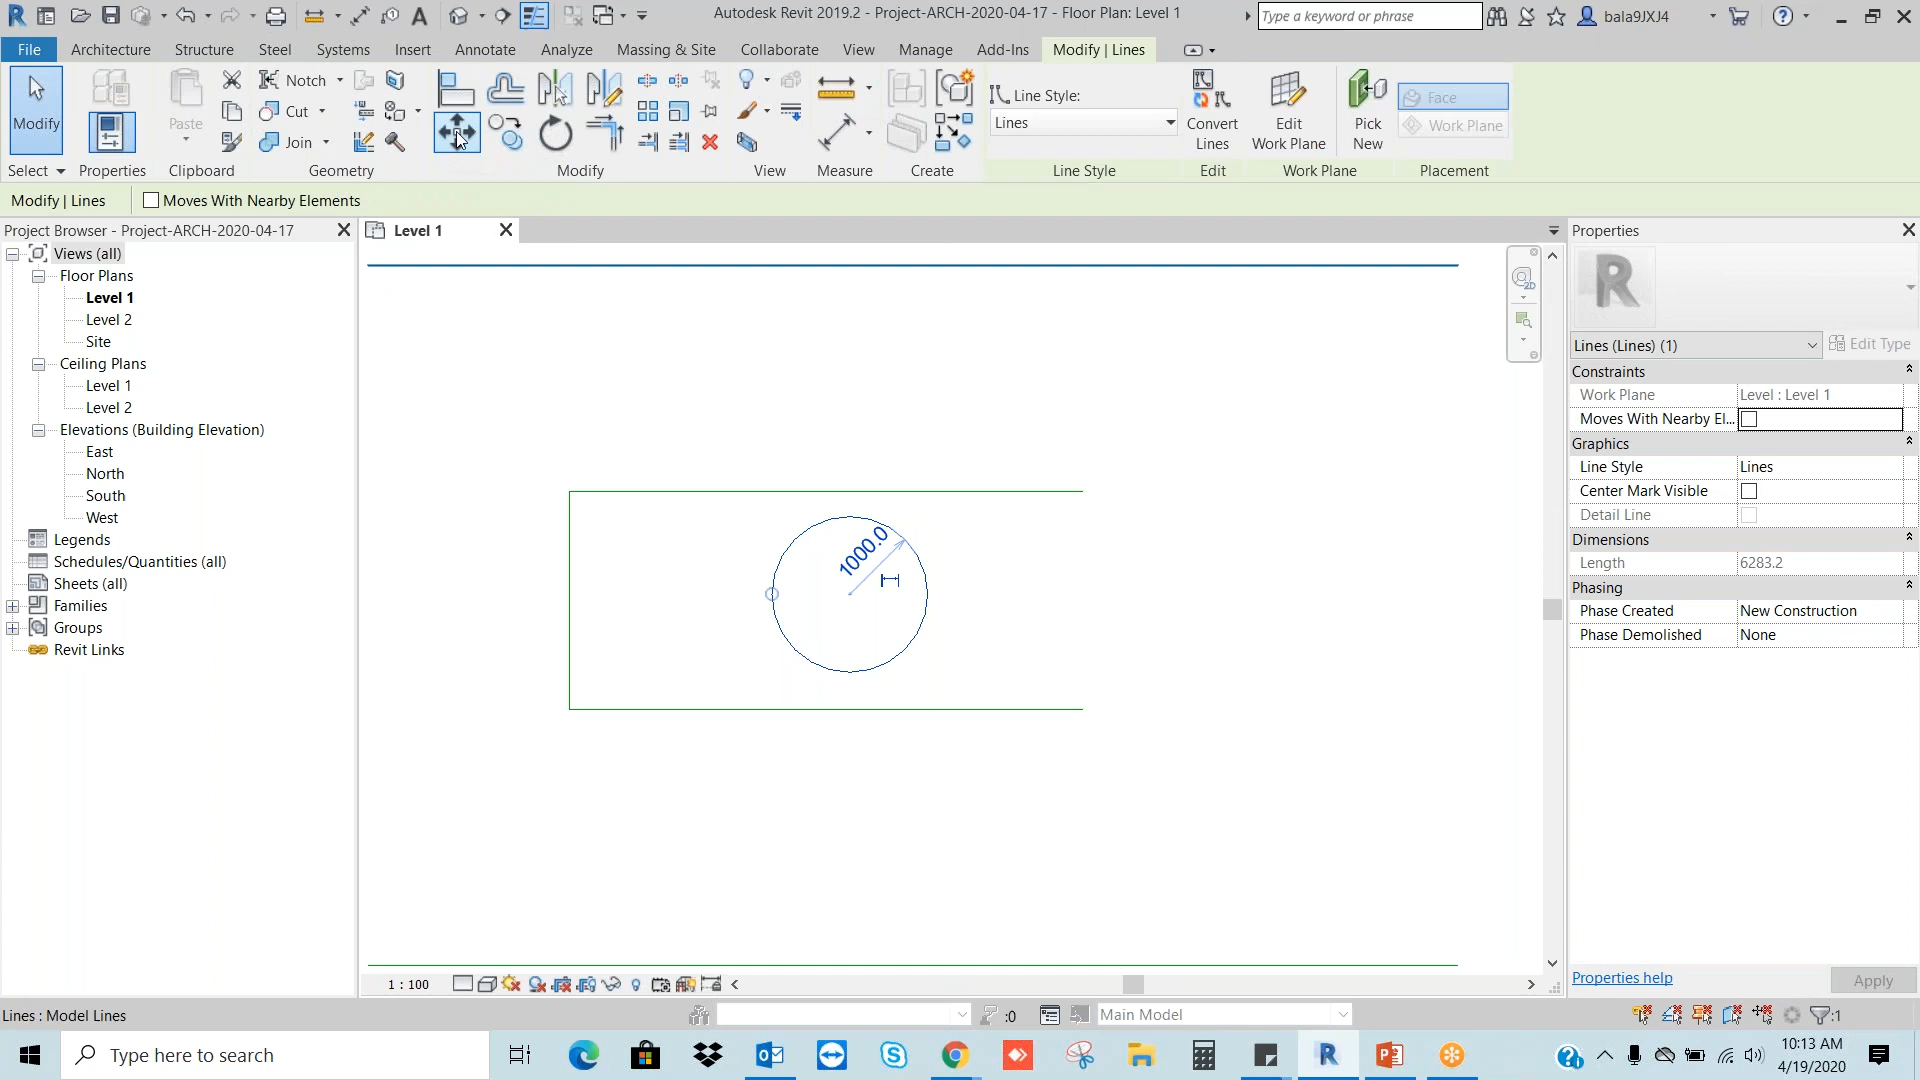 Autodesk Revit 2019.2 - Project-ARCH-2020-04-17 - Floor Plan: Level 1
Type a keyword or phrase
bala9JXJ4
File Architecture Structure Steel Systems Insert Annotate Analyze Massing & Site Collaborate View Manage Add-Ins Modify | Lines
Modify
Paste
Notch
Cut
Join
Line Style:
Lines
Convert Lines
Edit Work Plane
Pick New
Face
Work Plane
Select Properties Clipboard Geometry Modify View Measure Create Line Style Edit Work Plane Placement
Modify | Lines Moves With Nearby Elements
Project Browser - Project-ARCH-2020-04-17
Views (all)
Floor Plans
Level 1
Level 2
Site
Ceiling Plans
Level 1
Level 2
Elevations (Building Elevation)
East
North
South
West
Legends
Schedules/Quantities (all)
Sheets (all)
Families
Groups
Revit Links
Level 1
2D
1000.0
1 : 100
Properties
R
Lines (Lines) (1) Edit Type
Constraints
Work Plane Level : Level 1
Moves With Nearby El...
Graphics
Line Style Lines
Center Mark Visible
Detail Line
Dimensions
Length 6283.2
Phasing
Phase Created New Construction
Phase Demolished None
Properties help Apply
Lines : Model Lines
:0
Main Model
:1
Type here to search
10:13 AM
4/19/2020